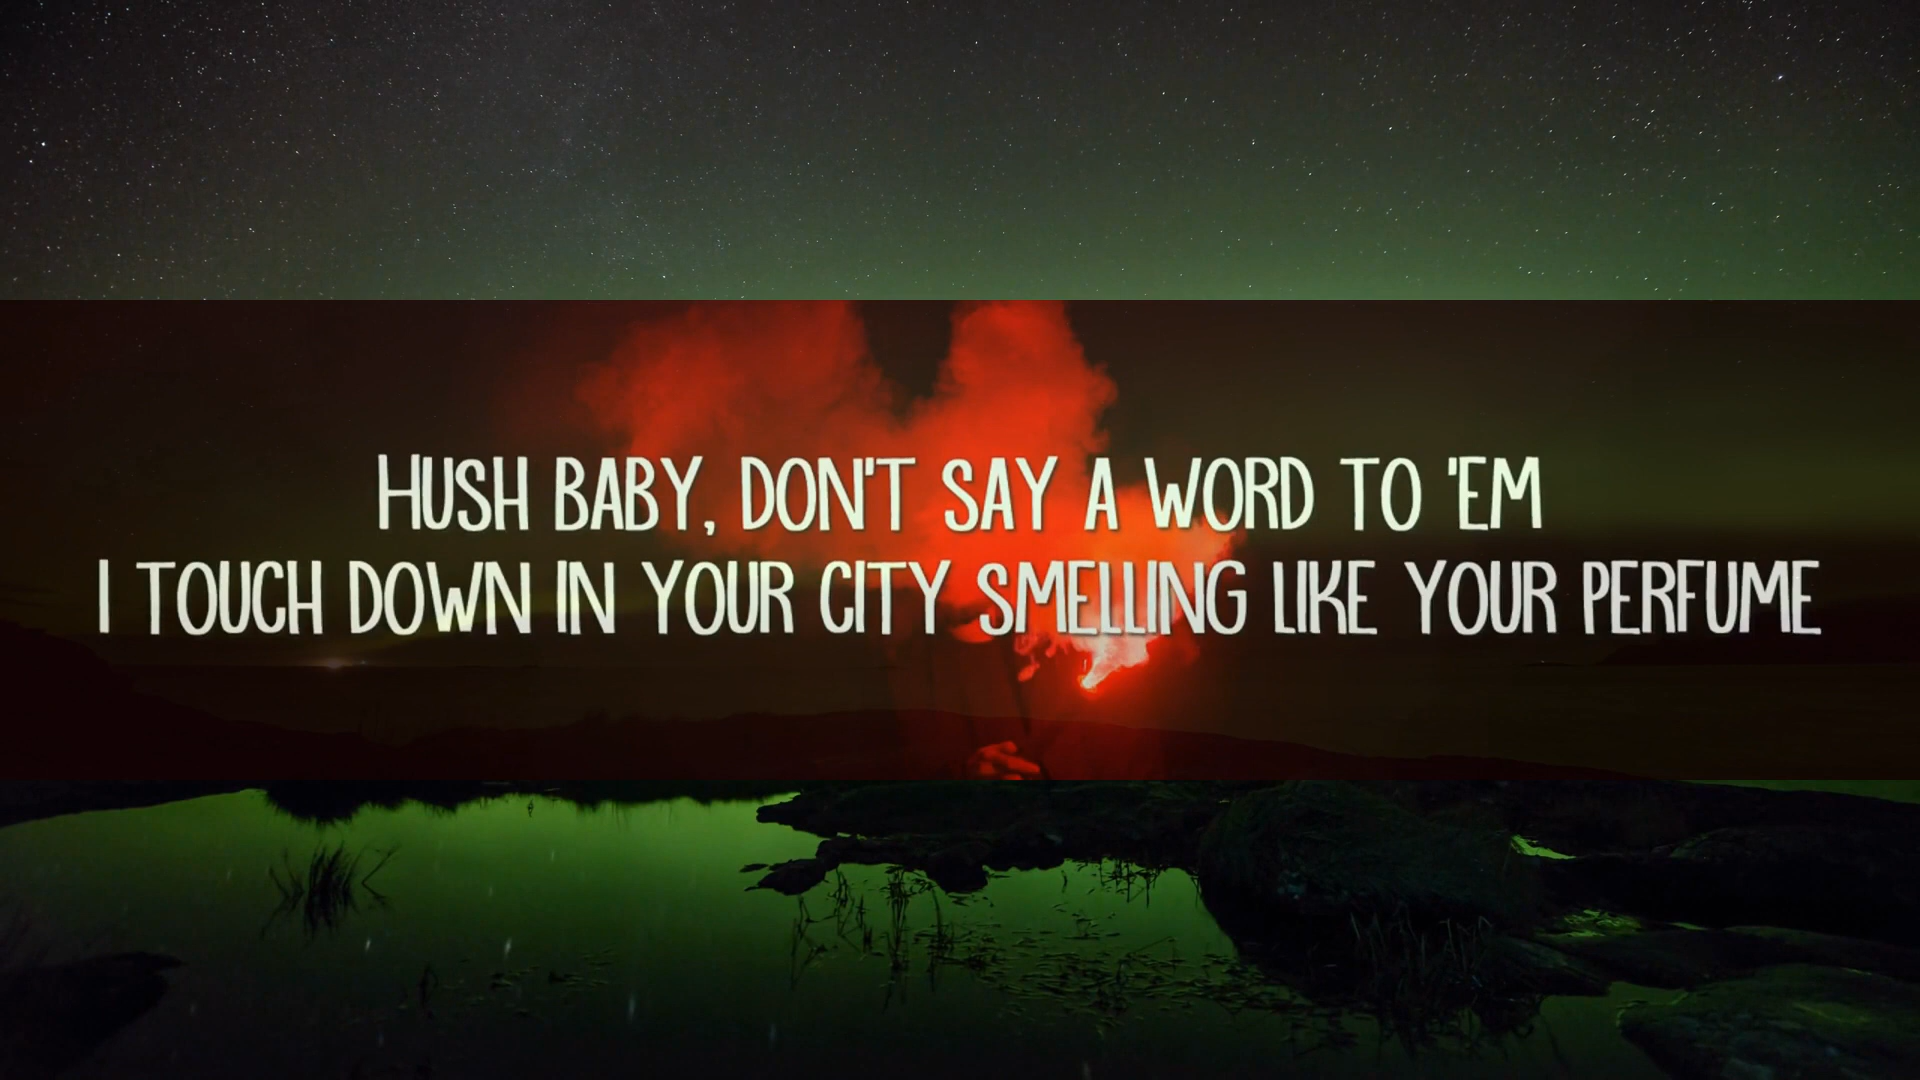 HUSH BABY, DON'T SAY A WORD TO 'EM
I TOUCH DOWN IN YOUR CITY SMELLING LIKE YOUR PERFUME